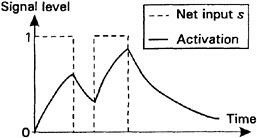 Signal level
1
0
Net input s
Activation
Time